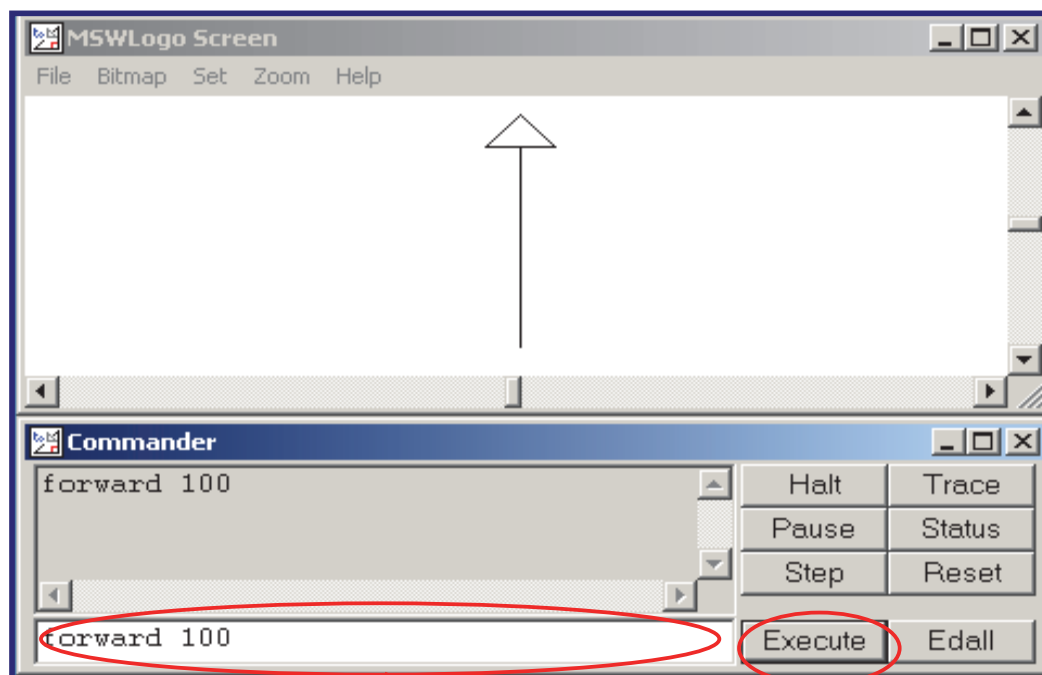 MSWLogo Screen
File Bitmap Set Zoom Help
Commander
forward 100
Halt Trace
Pause Status
Step Reset
forward 100
Execute Edall